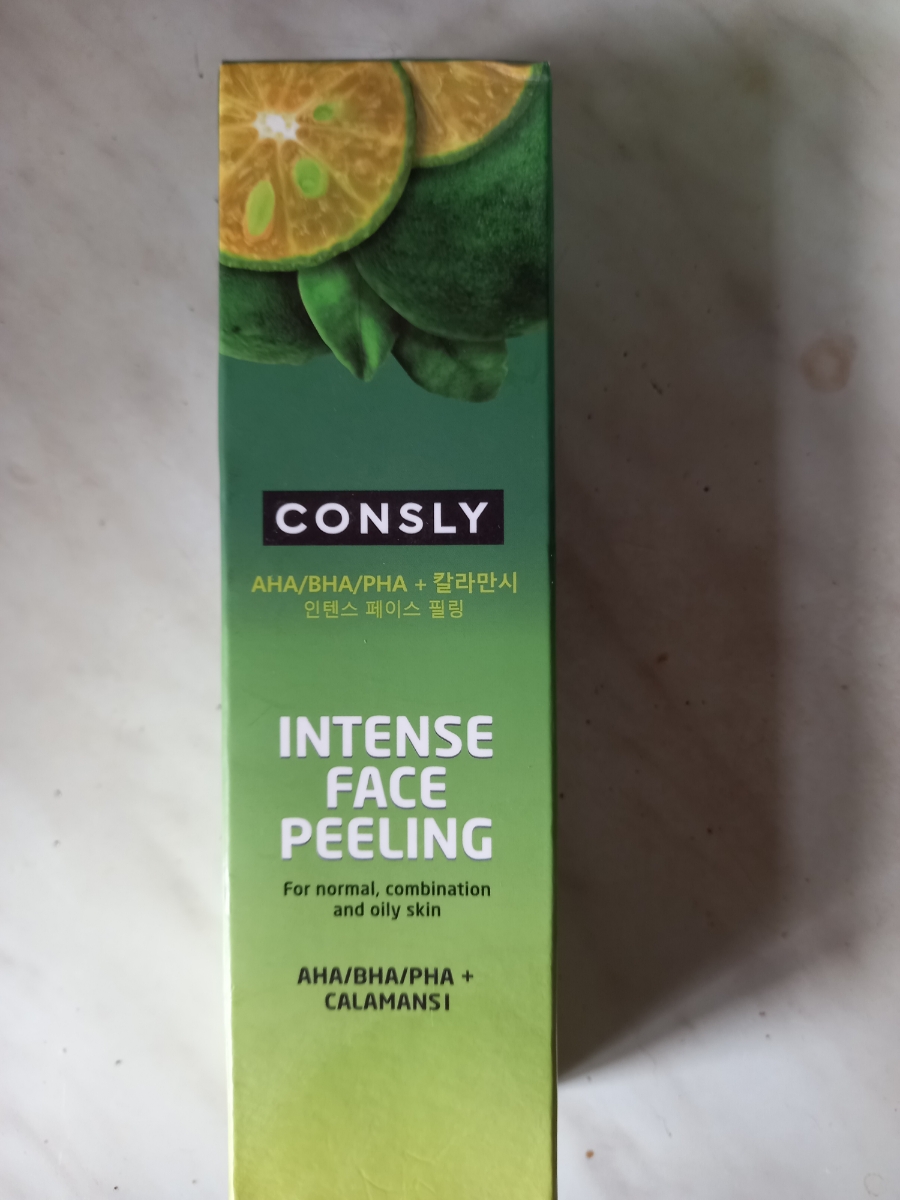 CONSLY
AHA/BHA/PHA + 칼라만시
인텐스 페이스 필링
INTENSE
FACE
PEELING
For normal, combination
and oily skin
AHA/BHA/PHA +
CALAMANSI